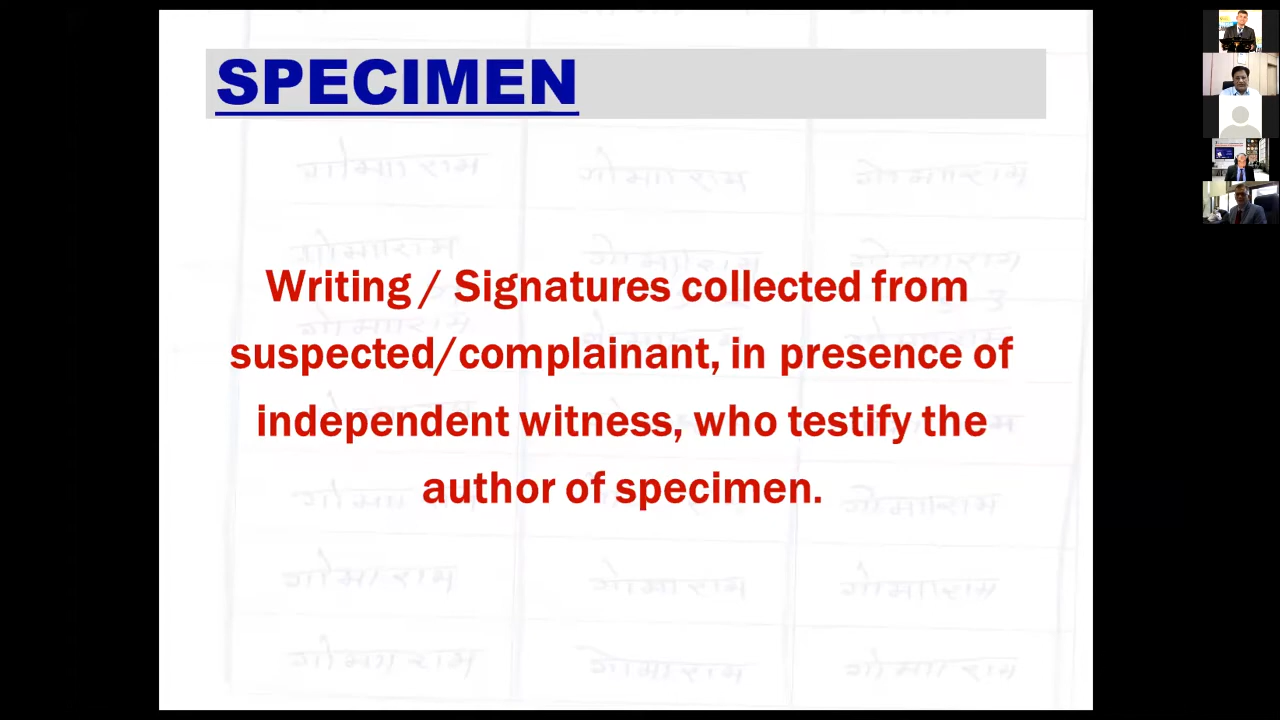 SPECIMEN
Writing / Signatures collected from
suspected/complainant, in presence of
independent witness, who testify the
author of specimen.
गोमाराम गोमाराम गोमाराम
गोमाराम गोमाराम
गोमाराम
गोमाराम
गोमाराम गोमाराम गोमाराम
गोमाराम गोमाराम गोमाराम